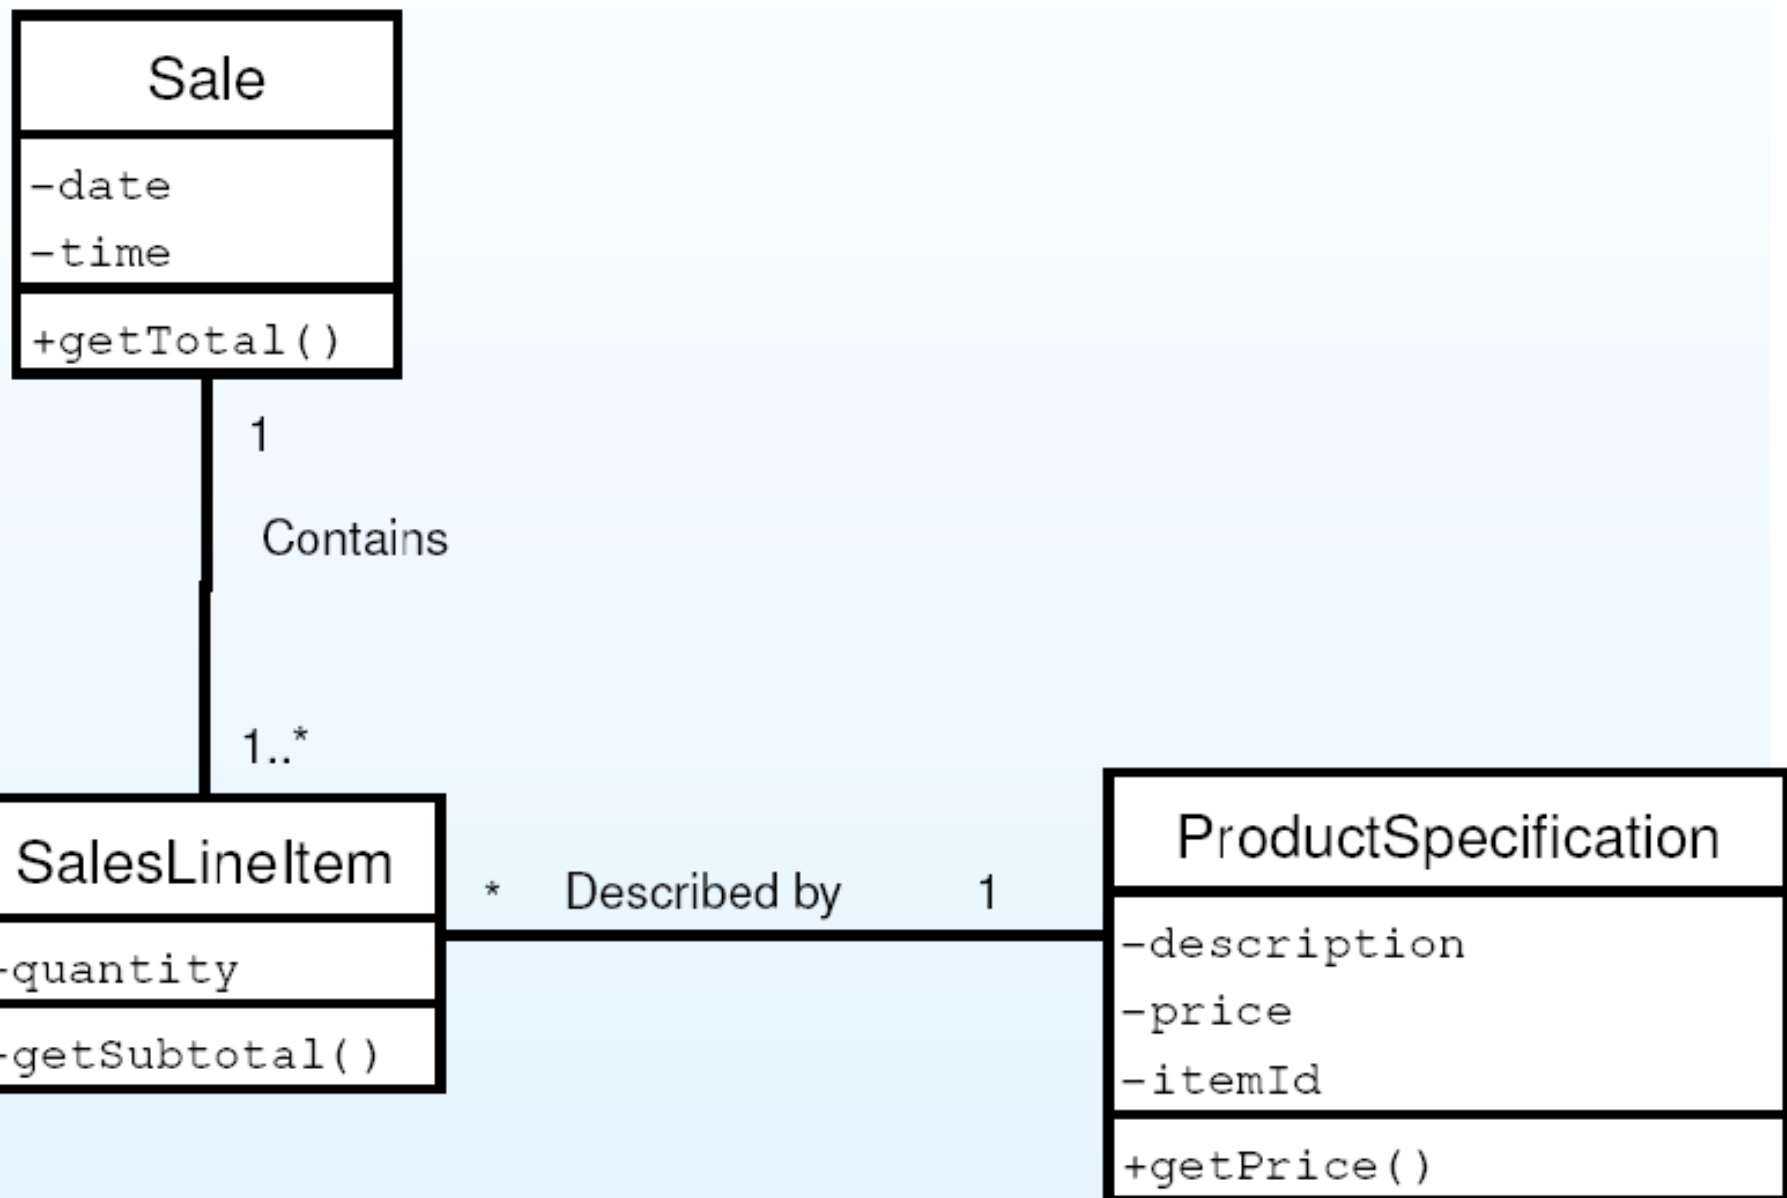 Sale
-date
-time
+getTotal()
1
Contains
1..*
SalesLineItem
-quantity
-getSubtotal()
* Described by 1
ProductSpecification
-description
-price
-itemId
+getPrice()